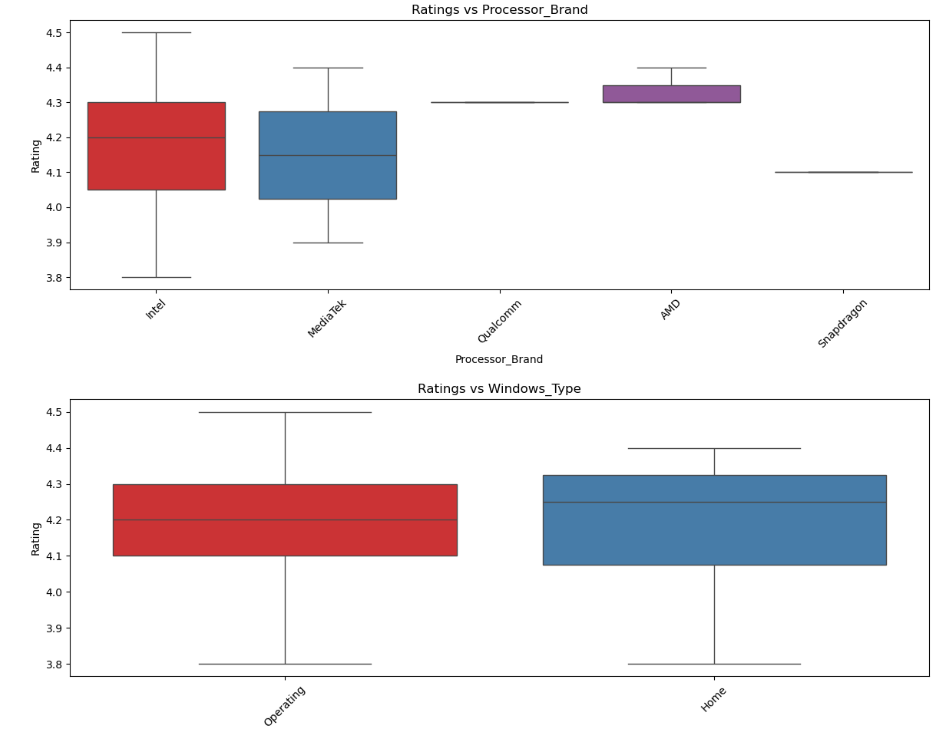 Ratings vs Processor_Brand
4.5
4.4
4.3
4.2
4.1
4.0
3.9
3.8
Rating
Intel
MediaTek
Qualcomm
AMD
Snapdragon
Processor_Brand
Ratings vs Windows_Type
4.5
4.4
4.3
4.2
4.1
4.0
3.9
3.8
Rating
Operating
Home